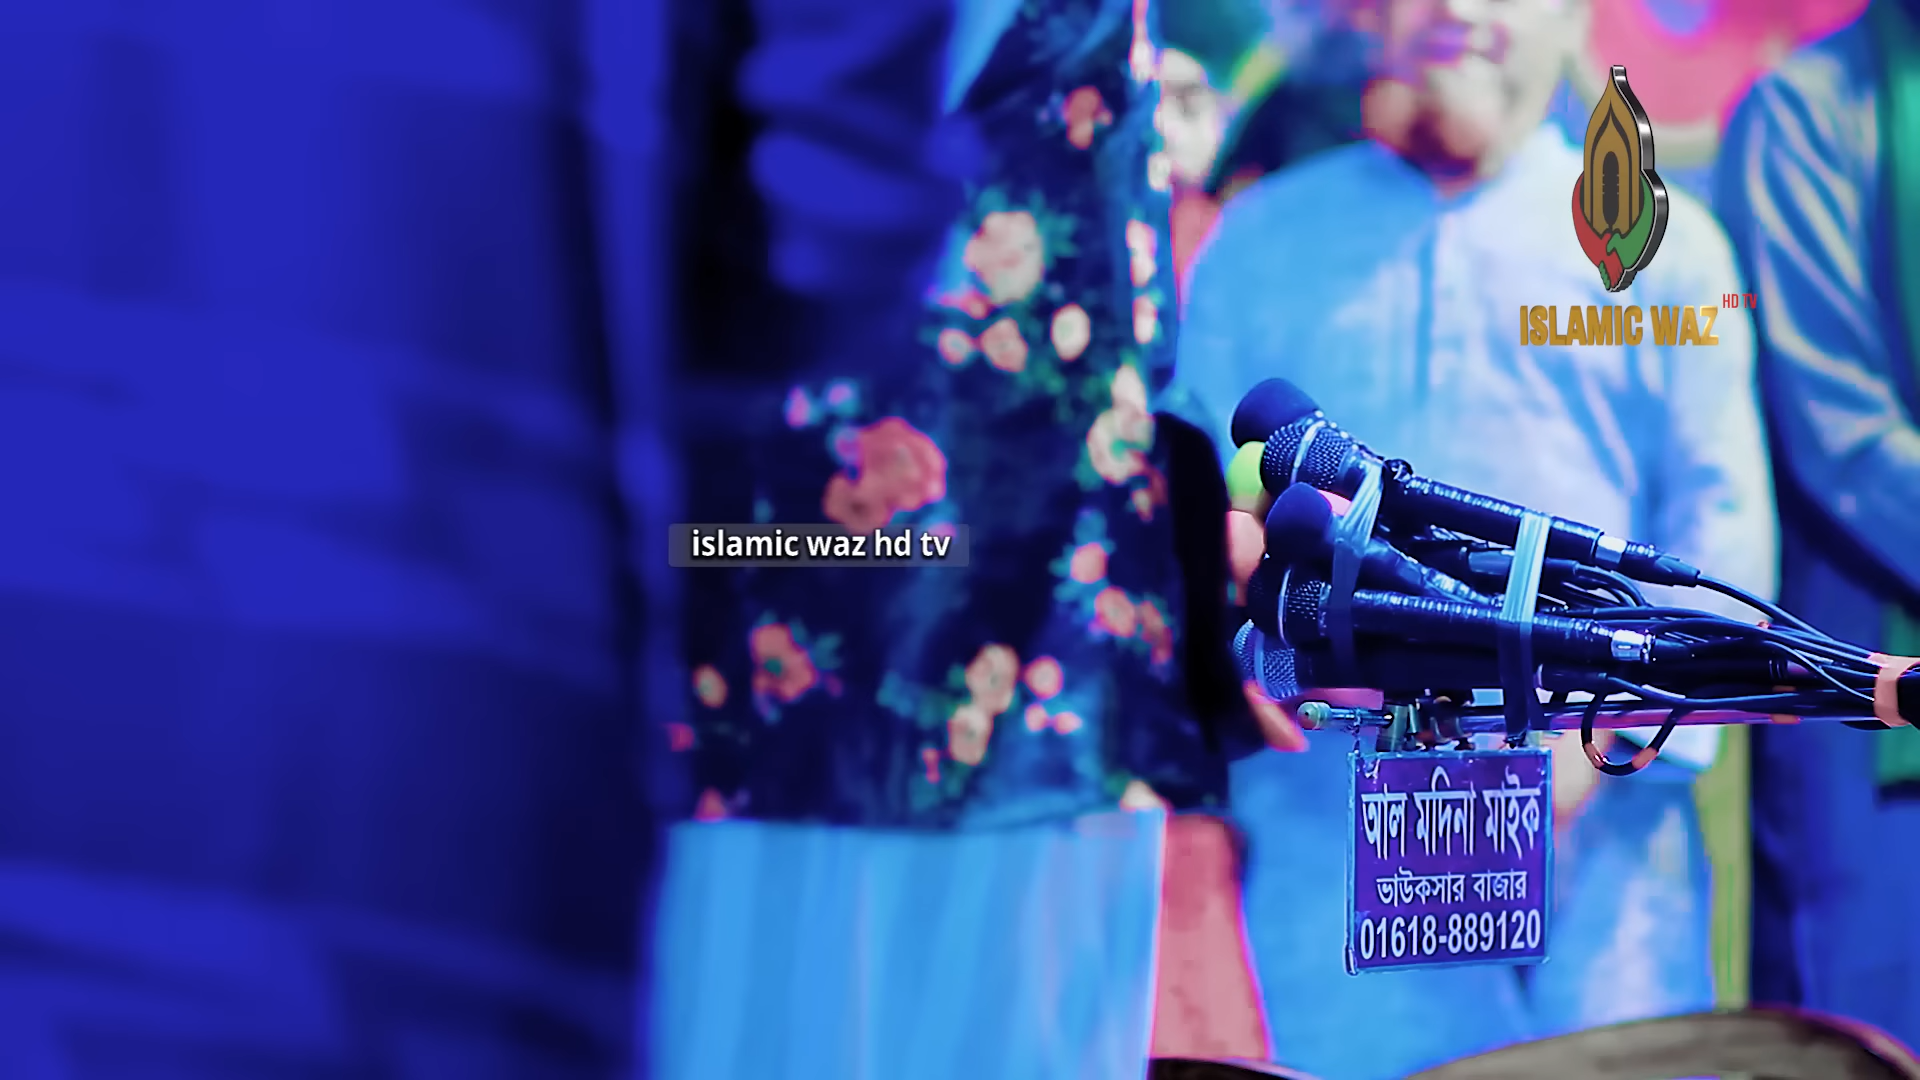 HD TV
ISLAMIC WAZ
islamic waz hd tv
আল মদিনা মাইক
ভাউকসার বাজার
01618-889120